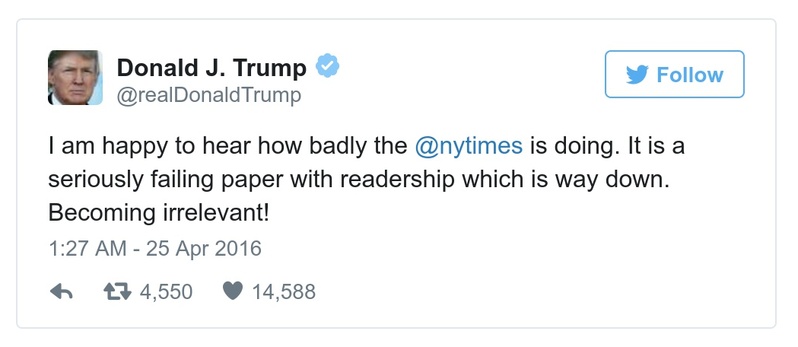 Donald J. Trump
@realDonaldTrump
Follow
I am happy to hear how badly the @nytimes is doing. It is a
seriously failing paper with readership which is way down.
Becoming irrelevant!
1:27 AM - 25 Apr 2016
4,550 14,588